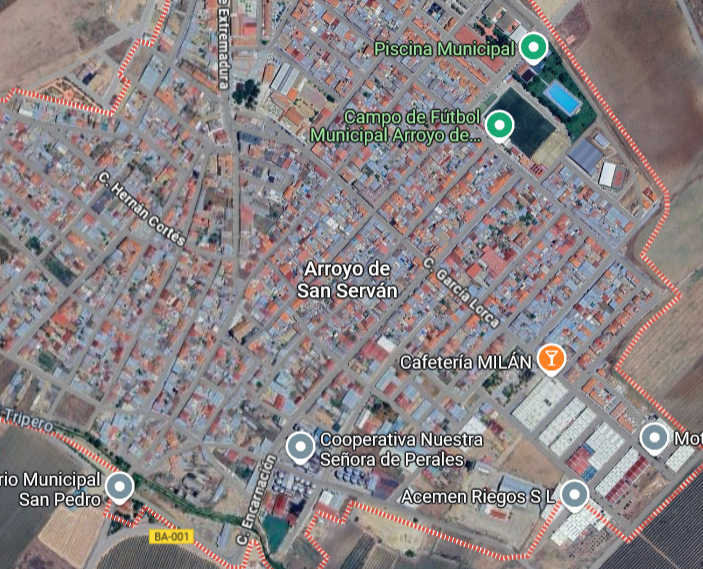 e Extremadura
Piscina Municipal
Campo de Fútbol
Municipal Arroyo de...
C. Hernán Cortés
Arroyo de
San Serván
C. García Lorca
Cafetería MILÁN
Tripero
Cooperativa Nuestra
Señora de Perales
Mot
rio Municipal
San Pedro
C. Encarnación
Acemen Riegos S L
BA-001